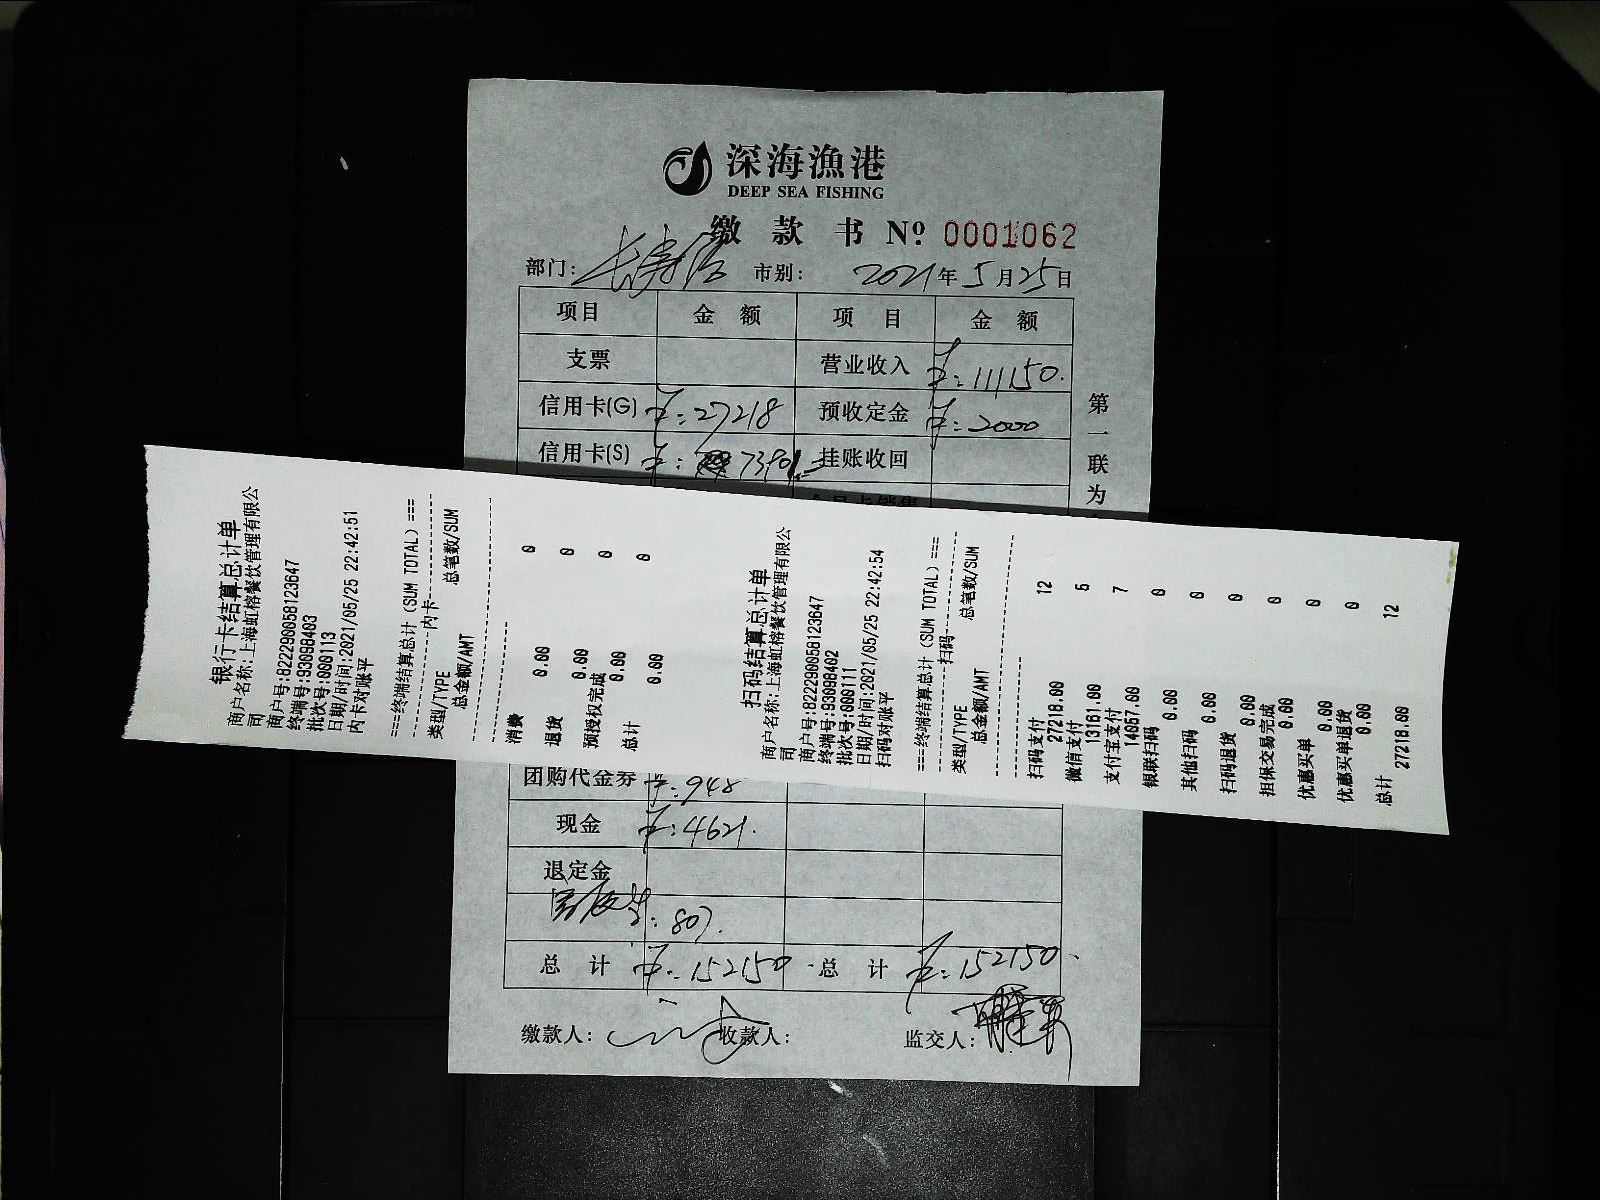 深海漁港
DEEP SEA FISHING
缴 款 书 Nº 0001062
部门: 长寿店 市别: 2021年5月25日
项目 金 额 项 目 金 额
支票 营业收入 ¥:111150.
信用卡(G) ¥:27218 预收定金 ¥:2000
信用卡(S) ¥: 挂账收回
第一联为
银行卡结算总计单
商户名称:上海虹榕餐饮管理有限公
司
商户号:822290058123647
终端号:93098403
批次号:000113
日期/时间:2021/05/25 22:42:51
内卡对账平
===终端结算总计(SUM TOTAL)===
内卡
类型/TYPE 总笔数/SUM
总金额/AMT
消费 0
0.00
退货 0
0.00
预授权完成 0
0.00
总计 0
0.00
扫码结算总计单
商户名称:上海虹榕餐饮管理有限公
司
商户号:822290058123647
终端号:93098402
批次号:000111
日期/时间:2021/05/25 22:42:54
扫码对账平
===终端结算总计(SUM TOTAL)===
扫码
类型/TYPE 总笔数/SUM
总金额/AMT
扫码支付 12
27218.00
微信支付 5
13161.00
支付宝支付 7
14057.00
银联扫码 0
0.00
其他扫码 0
0.00
扫码退货 0
0.00
担保交易完成 0
0.00
优惠买单 0
0.00
优惠买单退货 0
0.00
总计 12
27218.00
团购代金券 ¥:948
现金 ¥:4621.
退定金
:807.
总 计 ¥:152150 总 计 ¥:152150.
缴款人: 收款人: 监交人: